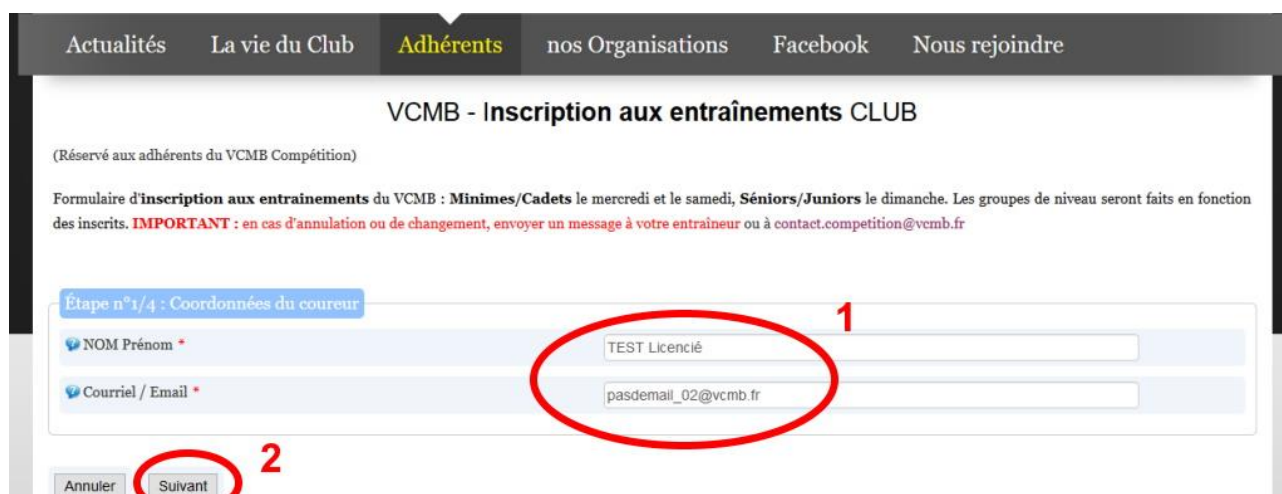 Actualités La vie du Club Adhérents nos Organisations Facebook Nous rejoindre
VCMB - Inscription aux entraînements CLUB
(Réservé aux adhérents du VCMB Compétition)
Formulaire d'inscription aux entrainements du VCMB : Minimes/Cadets le mercredi et le samedi, Séniors/Juniors le dimanche. Les groupes de niveau seront faits en fonction
des inscrits. IMPORTANT : en cas d'annulation ou de changement, envoyer un message à votre entraîneur ou à contact.competition@vcmb.fr
Étape n°1/4 : Coordonnées du coureur
1
? NOM Prénom * TEST Licencié
? Courriel / Email * pasdemail_02@vcmb.fr
2
Annuler Suivant